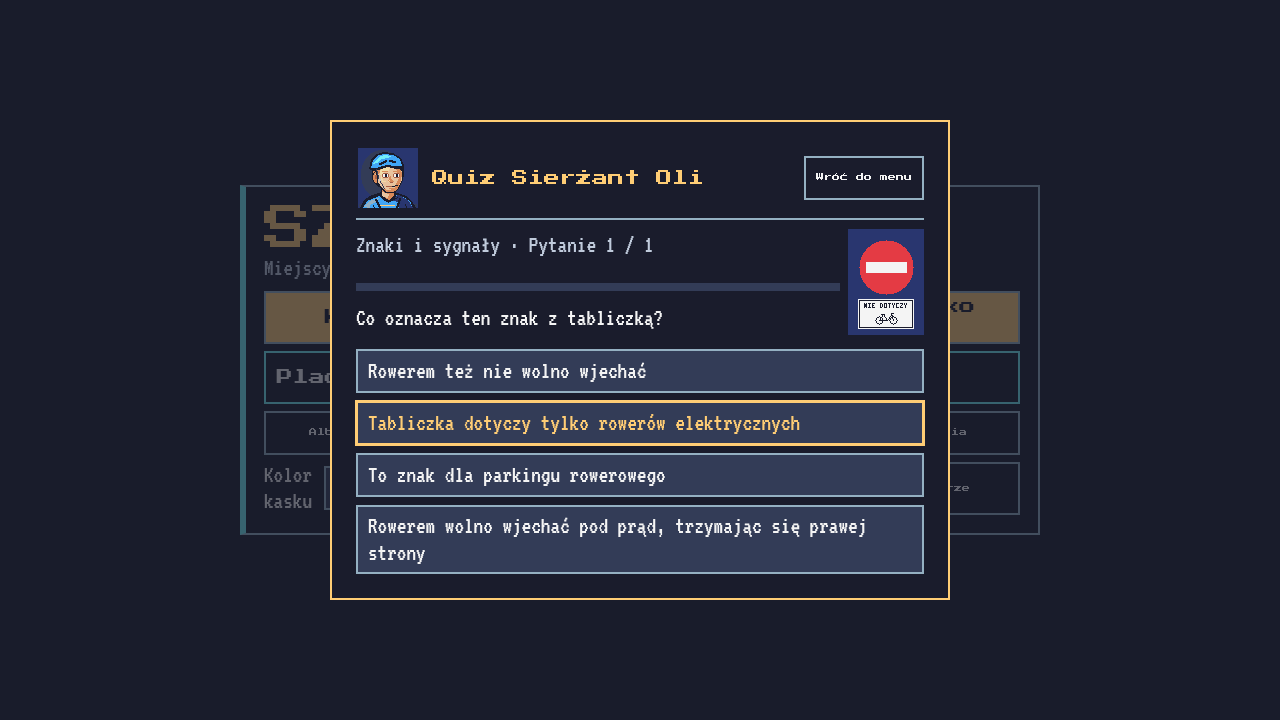 Quiz Sierżant Oli
Wróć do menu
Znaki i sygnały · Pytanie 1 / 1
NIE DOTYCZY
Co oznacza ten znak z tabliczką?
Rowerem też nie wolno wjechać
Tabliczka dotyczy tylko rowerów elektrycznych
To znak dla parkingu rowerowego
Rowerem wolno wjechać pod prąd, trzymając się prawej
strony
Kolor
kasku